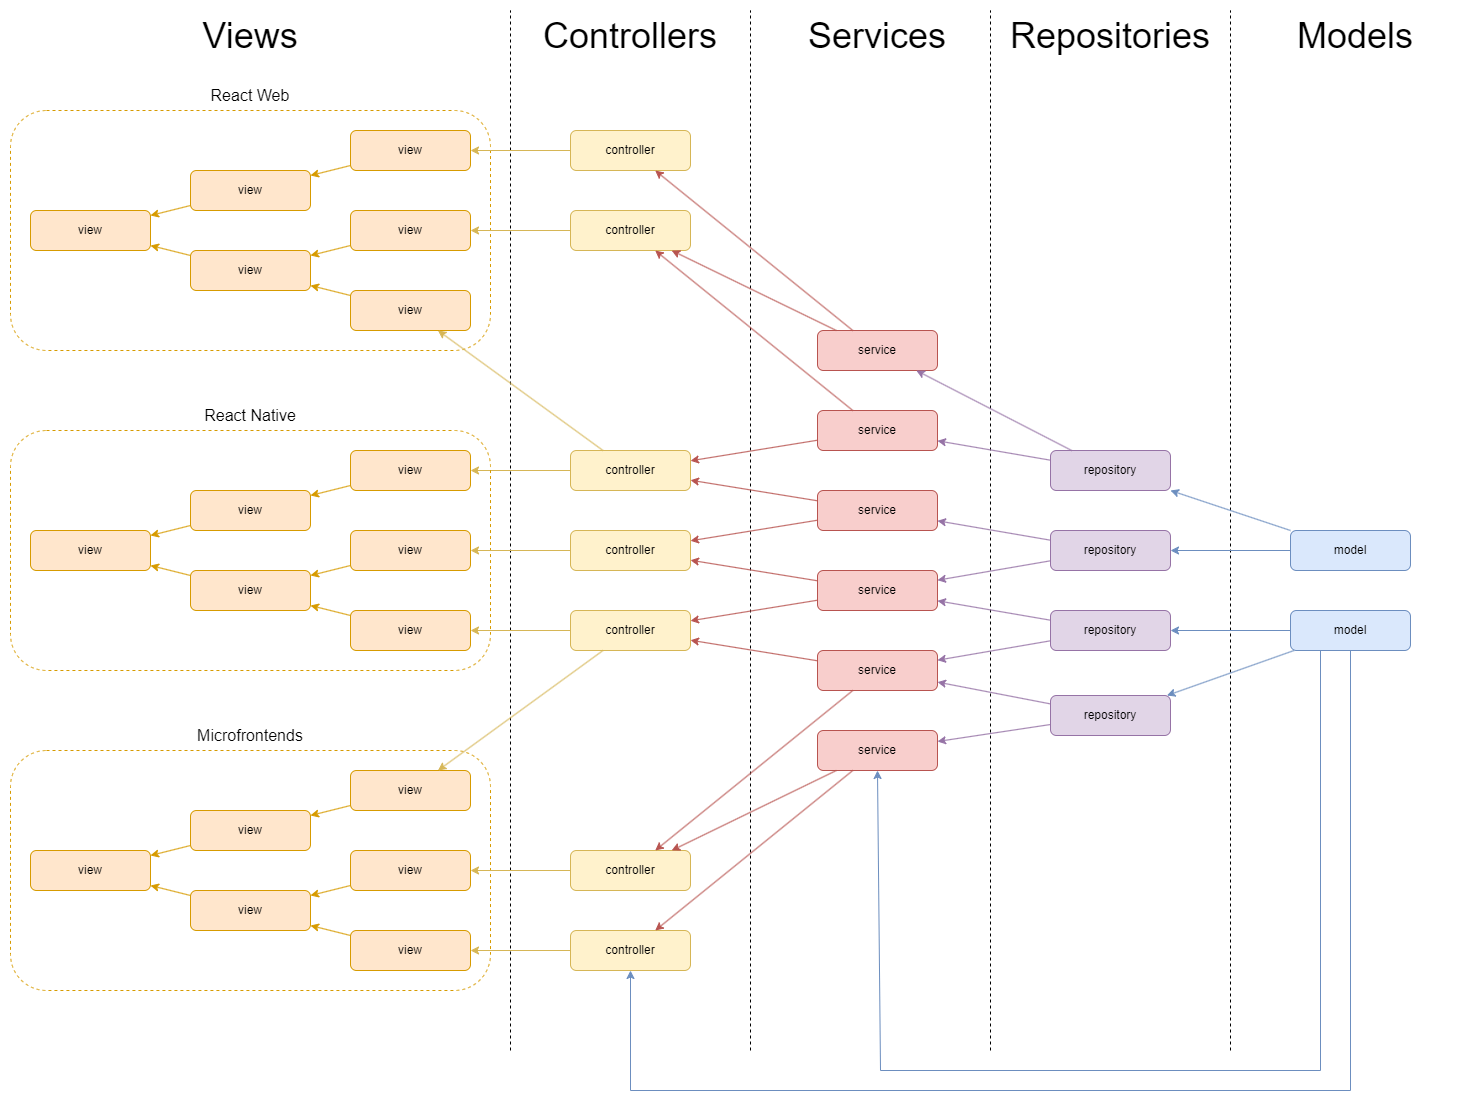 Views
Controllers
Services
Repositories
Models
React Web
view
controller
view
view
view
controller
view
view
service
React Native
service
view
controller
repository
view
service
view
view
controller
repository
model
view
service
view
controller
repository
model
service
repository
Microfrontends
service
view
view
view
view
controller
view
view
controller